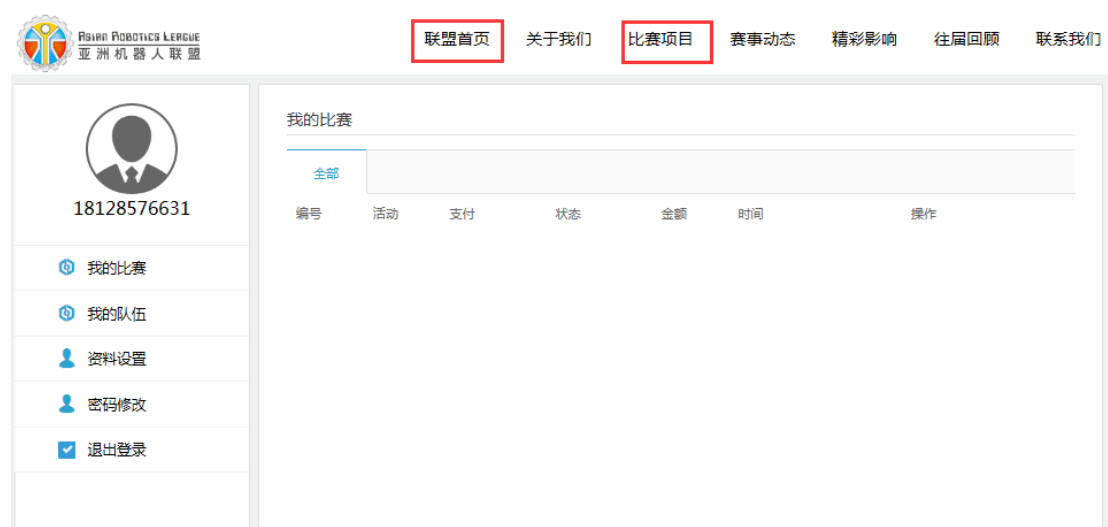 ASIAN ROBOTICS LEAGUE
亚洲机器人联盟
联盟首页 关于我们 比赛项目 赛事动态 精彩影响 往届回顾 联系我们
18128576631
我的比赛
我的队伍
资料设置
密码修改
退出登录
我的比赛
全部
编号 活动 支付 状态 金额 时间 操作